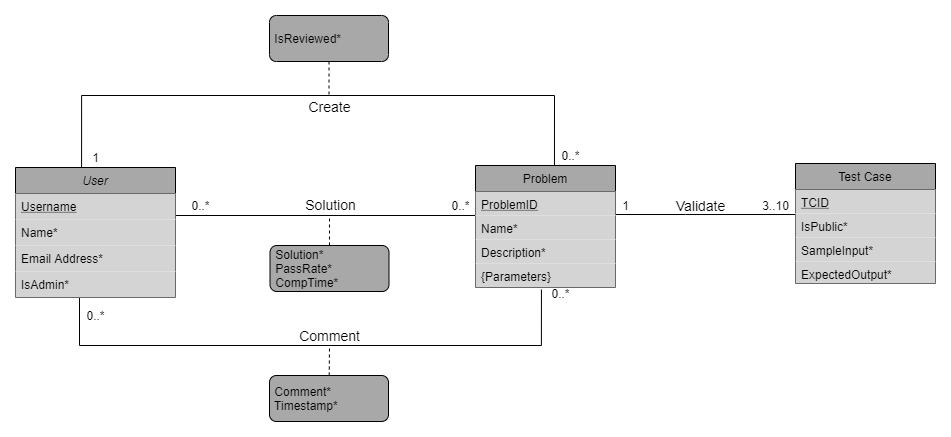 IsReviewed*
Create
1
0..*
User
Username
Name*
Email Address*
IsAdmin*
0..*
Solution
0..*
Solution*
PassRate*
CompTime*
Problem
ProblemID
Name*
Description*
{Parameters}
1
Validate
3..10
Test Case
TCID
IsPublic*
SampleInput*
ExpectedOutput*
0..*
0..*
Comment
Comment*
Timestamp*